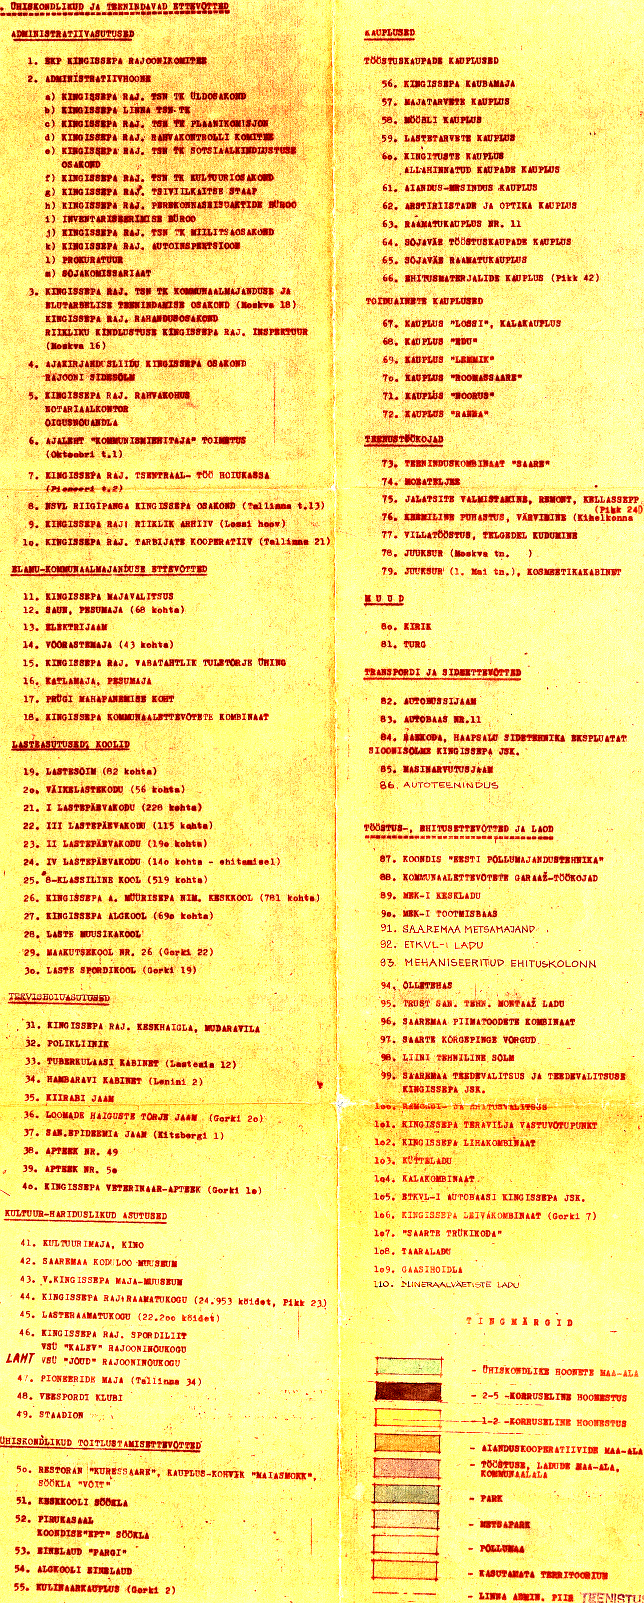 . ÜHISKONDLIKUD JA TEENINDAVAD ETTEVÕTTED
ADMINISTRATIIVASUTUSED
1. EKP KINGISSEPA RAJOONIKOMITEE
2. ADMINISTRATIIVHOONE
a) KINGISSEPA RAJ. TSN TK ÜLDOSAKOND
b) KINGISSEPA LINNA TSN TK
c) KINGISSEPA RAJ. TSN TK PLAANIKOMISJON
d) KINGISSEPA RAJ. RAHVAKONTROLLI KOMITEE
e) KINGISSEPA RAJ. TSN TK SOTSIAALKINDLUSTUSE
OSAKOND
f) KINGISSEPA RAJ. TSN TK KULTUURIOSAKOND
g) KINGISSEPA RAJ. TSIVIILKAITSE STAAP
h) KINGISSEPA RAJ. PEREKONNASEISUAKTIDE BÜROO
i) INVENTARISEERIMISE BÜROO
j) KINGISSEPA RAJ. TSN TK MIILITSAOSAKOND
k) KINGISSEPA RAJ. AUTOINSPEKTSIOON
l) PROKURATUUR
m) SÕJAKOMISSARIAAT
3. KINGISSEPA RAJ. TSN TK KOMMUNAALMAJANDUSE JA
ELUTARBELISE TEENINDAMISE OSAKOND (Moskva 18)
KINGISSEPA RAJ. RAHANDUSOSAKOND
RIIKLIKU KINDLUSTUSE KINGISSEPA RAJ. INSPEKTUUR
(Moskva 16)
4. AJAKIRJANDUSLIIDU KINGISSEPA OSAKOND
RAJOONI SIDESÕLM
5. KINGISSEPA RAJ. RAHVAKOHUS
NOTARIAALKONTOR
ÕIGUSNÕUANDLA
6. AJALEHT "KOMMUNISMIEHITAJA" TOIMETUS
(Oktoobri t.1)
7. KINGISSEPA RAJ. TSENTRAAL- TÖÖ HOIUKASSA
(Pioneeri t.2)
8. NSVL RIIGIPANGA KINGISSEPA OSAKOND (Tallinna t.13)
9. KINGISSEPA RAJ. RIIKLIK ARHIIV (Lossi hoov)
1o. KINGISSEPA RAJ. TARBIJATE KOOPERATIIV (Tallinna 21)
ELAMU-KOMMUNAALMAJANDUSE ETTEVÕTTED
11. KINGISSEPA MAJAVALITSUS
12. SAUN, PESUMAJA (68 kohta)
13. ELEKTRIJAAM
14. VÕÕRASTEMAJA (43 kohta)
15. KINGISSEPA RAJ. VABATAHTLIK TULETÕRJE ÜHING
16. KATLAMAJA, PESUMAJA
17. PRÜGI MAHAPANEMISE KOHT
18. KINGISSEPA KOMMUNAALETTEVÕTETE KOMBINAAT
LASTEASUTUSED, KOOLID
19. LASTESÕIM (82 kohta)
2o. VÄIKELASTEKODU (56 kohta)
21. I LASTEPÄEVAKODU (228 kohta)
22. III LASTEPÄEVAKODU (115 kohta)
23. II LASTEPÄEVAKODU (19o kohta)
24. IV LASTEPÄEVAKODU (14o kohta - ehitamisel)
25. 8-KLASSILINE KOOL (519 kohta)
26. KINGISSEPA A. MÜÜRISEPA NIM. KESKKOOL (781 kohta)
27. KINGISSEPA ALGKOOL (69o kohta)
28. LASTE MUUSIKAKOOL
29. MAAKUTSEKOOL NR. 26 (Gorki 22)
3o. LASTE SPORDIKOOL (Gorki 19)
TERVISHOIUASUTUSED
31. KINGISSEPA RAJ. KESKHAIGLA, MUDARAVILA
32. POLIKLIINIK
33. TUBERKULAASI KABINET (Lasteaia 12)
34. HAMBARAVI KABINET (Lenini 2)
35. KIIRABI JAAM
36. LOOMADE HAIGUSTE TÕRJE JAAM (Gorki 2o)
37. SAN.EPIDEEMIA JAAM (Kitsbergi 1)
38. APTEEK NR. 49
39. APTEEK NR. 5o
4o. KINGISSEPA VETERINAAR-APTEEK (Gorki 1o)
KULTUUR-HARIDUSLIKUD ASUTUSED
41. KULTUURIMAJA, KINO
42. SAAREMAA KODULOO MUUSEUM
43. V.KINGISSEPA MAJA-MUUSEUM
44. KINGISSEPA RAJ. RAAMATUKOGU (24.953 köidet, Pikk 23)
45. LASTERAAMATUKOGU (22.2oo köidet)
46. KINGISSEPA RAJ. SPORDILIIT
VSÜ "KALEV" RAJOONINÕUKOGU
LAHT VSÜ "JÕUD" RAJOONINÕUKOGU
47. PIONEERIDE MAJA (Tallinna 34)
48. VEESPORDI KLUBI
49. STAADION
ÜHISKONDLIKUD TOITLUSTAMISETTEVÕTTED
5o. RESTORAN "KURESSAARE", KAUPLUS-KOHVIK "MAIASMOKK",
SÖÖKLA "VÕIT"
51. KESKKOOLI SÖÖKLA
52. PIRUKASAAL
KOONDISE "EPT" SÖÖKLA
53. EINELAUD "PARGI"
54. ALGKOOLI EINELAUD
55. KULINAARKAUPLUS (Gorki 2)
KAUPLUSED
TÖÖSTUSKAUPADE KAUPLUSED
56. KINGISSEPA KAUBAMAJA
57. MAJATARVETE KAUPLUS
58. MÖÖBLI KAUPLUS
59. LASTETARVETE KAUPLUS
6o. KINGITUSTE KAUPLUS
ALLAHINNATUD KAUPADE KAUPLUS
61. AIANDUS-MESINDUS KAUPLUS
62. ARSTIRIISTADE JA OPTIKA KAUPLUS
63. RAAMATUKAUPLUS NR. 11
64. SÕJAVÄE TÖÖSTUSKAUPADE KAUPLUS
65. SÕJAVÄE RAAMATUKAUPLUS
66. EHITUSMATERJALIDE KAUPLUS (Pikk 42)
TOIDUAINETE KAUPLUSED
67. KAUPLUS "LOSSI", KALAKAUPLUS
68. KAUPLUS "EDU"
69. KAUPLUS "LEMMIK"
7o. KAUPLUS "ROOMASSAARE"
71. KAUPLUS "NOORUS"
72. KAUPLUS "RANNA"
TEENUSTÖÖKOJAD
73. TEENINDUSKOMBINAAT "SAARE"
74. MOEATELJEE
75. JALATSITE VALMISTAMINE, REMONT, KELLASSEPP
(Pikk 24)
76. KEEMILINE PUHASTUS, VÄRVIMINE (Kihelkonna
77. VILLATÖÖSTUS, TELGEDEL KUDUMINE
78. JUUKSUR (Moskva tn. )
79. JUUKSUR (1. Mai tn.), KOSMEETIKAKABINET
MUUD
8o. KIRIK
81. TURG
TRANSPORDI JA SIDEETTEVÕTTED
82. AUTOBUSSIJAAM
83. AUTOBAAS NR.11
84. RAEKODA, HAAPSALU SIDETEHNIKA EKSPLUATAT
SIOONISÕLME KINGISSEPA JSK.
85. MASINARVUTUSJAAM
86. AUTOTEENINDUS
TÖÖSTUS-, EHITUSETTEVÕTTED JA LAOD
87. KOONDIS "EESTI PÕLLUMAJANDUSTEHNIKA"
88. KOMMUNAALETTEVÕTETE GARAAŽ-TÖÖKOJAD
89. MEK-I KESKLADU
9o. MEK-I TOOTMISBAAS
91. SAAREMAA METSAMAJAND
92. ETKVL-I LADU
93. MEHANISEERITUD EHITUSKOLONN
94. ÕLLETEHAS
95. TRUST SAN. TEHN. MONTAAŽ LADU
96. SAAREMAA PIIMATOODETE KOMBINAAT
97. SAARTE KÕRGEPINGE VÕRGUD
98. LIINI TEHNILINE SÕLM
99. SAAREMAA TEEDEVALITSUS JA TEEDEVALITSUSE
KINGISSEPA JSK.
1oo. REMONDI- JA EHITUSVALITSUS
1o1. KINGISSEPA TERAVILJA VASTUVÕTUPUNKT
1o2. KINGISSEPA LIHAKOMBINAAT
1o3. KÜTTELADU
1o4. KALAKOMBINAAT
1o5. ETKVL-I AUTOBAASI KINGISSEPA JSK.
1o6. KINGISSEPA LEIVAKOMBINAAT (Gorki 7)
1o7. "SAARTE TRÜKIKODA"
1o8. TAARALADU
1o9. GAASIHOIDLA
110. MINERAALVÄETISTE LADU
TINGMÄRGID
- ÜHISKONDLIKE HOONETE MAA-ALA
- 2-5 -KORRUSELINE HOONESTUS
- 1-2 -KORRUSELINE HOONESTUS
- AIANDUSKOOPERATIIVIDE MAA-ALA
- TÖÖSTUSE, LADUDE MAA-ALA,
KOMMUNAALALA
- PARK
- METSAPARK
- PÕLLUMAA
- KASUTAMATA TERRITOORIUM
- LINNA ADMIN. PIIR TEENISTUS